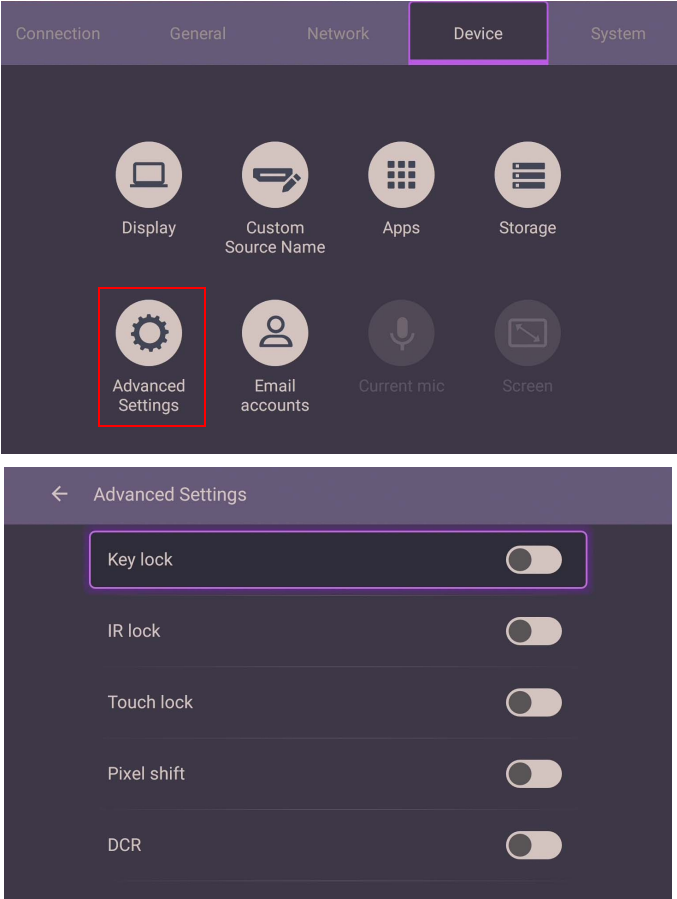 Connection General Network Device System
Display Custom Apps Storage
Source Name
Advanced Email Current mic Screen
Settings accounts
Advanced Settings
Key lock
IR lock
Touch lock
Pixel shift
DCR